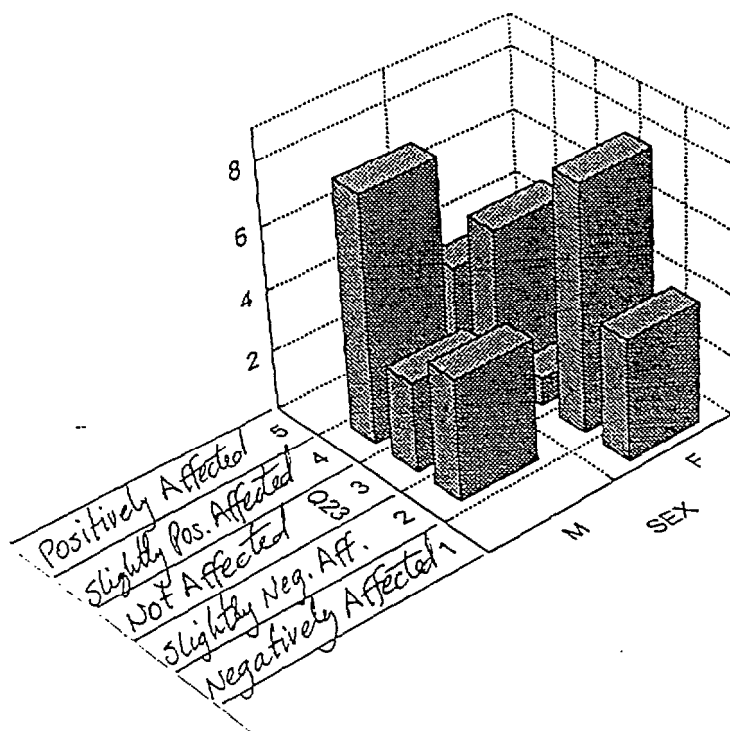 8
6
4
2
Positively Affected 5
Slightly Pos. Affected 4
Not Affected Q23 3
Slightly Neg. Aff. 2
Negatively Affected 1
M
F
SEX